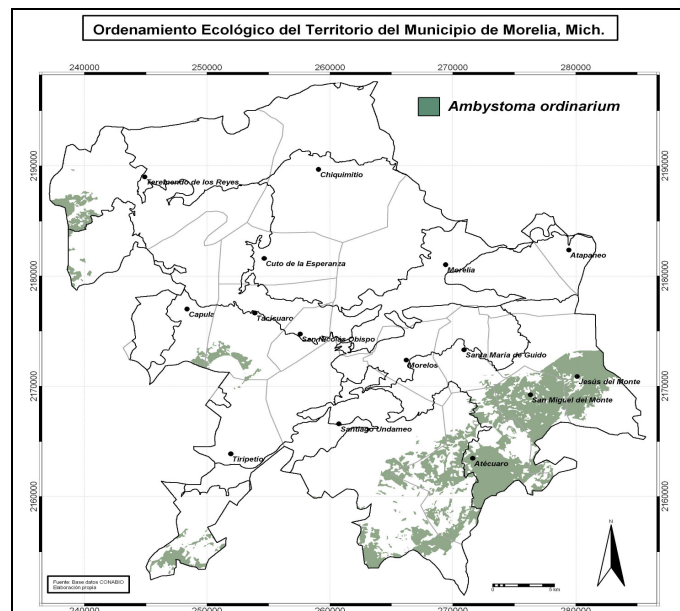 Ordenamiento Ecológico del Territorio del Municipio de Morelia, Mich.
240000 250000 260000 270000 280000
Ambystoma ordinarium
2190000 2190000
Teremendo de los Reyes
Chiquimitio
Cuto de la Esperanza
Morelia
Atapaneo
2180000 2180000
Capula
Tacícuaro
San Nicolás Obispo
Morelos
Santa María de Guido
2170000 2170000
Jesús del Monte
San Miguel del Monte
Santiago Undameo
Tiripetío
Atécuaro
2160000 2160000
N
Fuente: Base datos CONABIO
Elaboración propia
0 5 km
240000 250000 260000 270000 280000